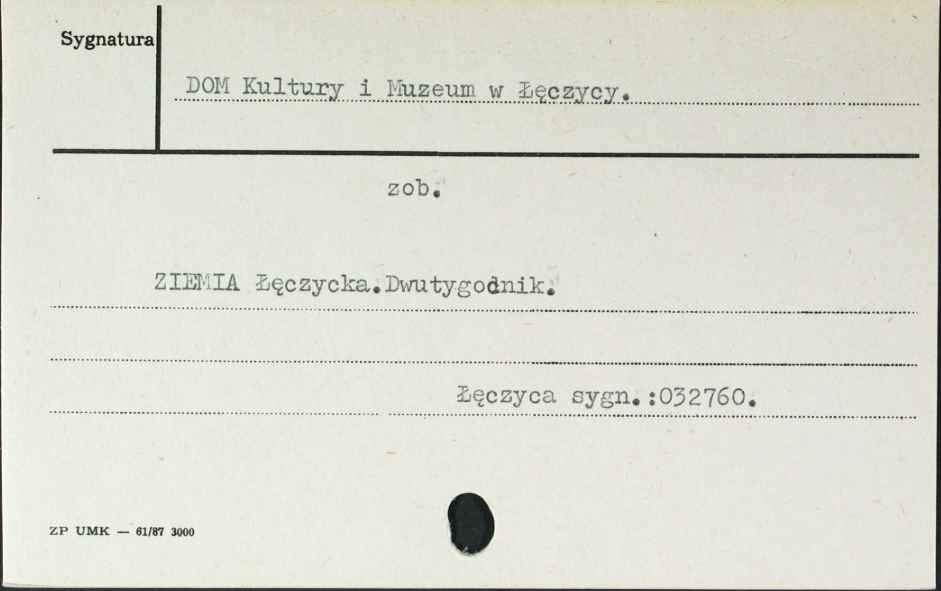 Sygnatura
DOM Kultury i Muzeum w Łęczycy.
zob.
ZIEMIA Łęczycka.Dwutygodnik.
Łęczyca sygn.:032760.
ZP UMK — 61/87 3000